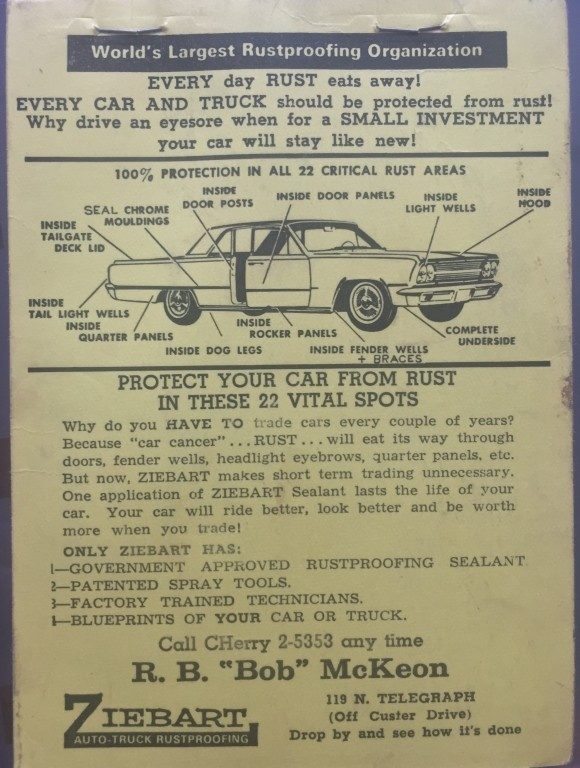 World's Largest Rustproofing Organization
EVERY day RUST eats away!
EVERY CAR AND TRUCK should be protected from rust!
Why drive an eyesore when for a SMALL INVESTMENT
your car will stay like new!
100% PROTECTION IN ALL 22 CRITICAL RUST AREAS
INSIDE
TAILGATE
DECK LID
SEAL CHROME
MOULDINGS
INSIDE
DOOR POSTS
INSIDE DOOR PANELS
INSIDE
LIGHT WELLS
INSIDE
HOOD
INSIDE
TAIL LIGHT WELLS
INSIDE
QUARTER PANELS
INSIDE DOG LEGS
INSIDE
ROCKER PANELS
INSIDE FENDER WELLS
+ BRACES
COMPLETE
UNDERSIDE
PROTECT YOUR CAR FROM RUST
IN THESE 22 VITAL SPOTS
Why do you HAVE TO trade cars every couple of years?
Because "car cancer"...RUST...will eat its way through
doors, fender wells, headlight eyebrows, quarter panels, etc.
But now, ZIEBART makes short term trading unnecessary.
One application of ZIEBART Sealant lasts the life of your
car. Your car will ride better, look better and be worth
more when you trade!
ONLY ZIEBART HAS:
1—GOVERNMENT APPROVED RUSTPROOFING SEALANT
2—PATENTED SPRAY TOOLS.
3—FACTORY TRAINED TECHNICIANS.
4—BLUEPRINTS OF YOUR CAR OR TRUCK.
Call CHerry 2-5353 any time
R. B. "Bob" McKeon
ZIEBART
AUTO-TRUCK RUSTPROOFING
119 N. TELEGRAPH
(Off Custer Drive)
Drop by and see how it's done